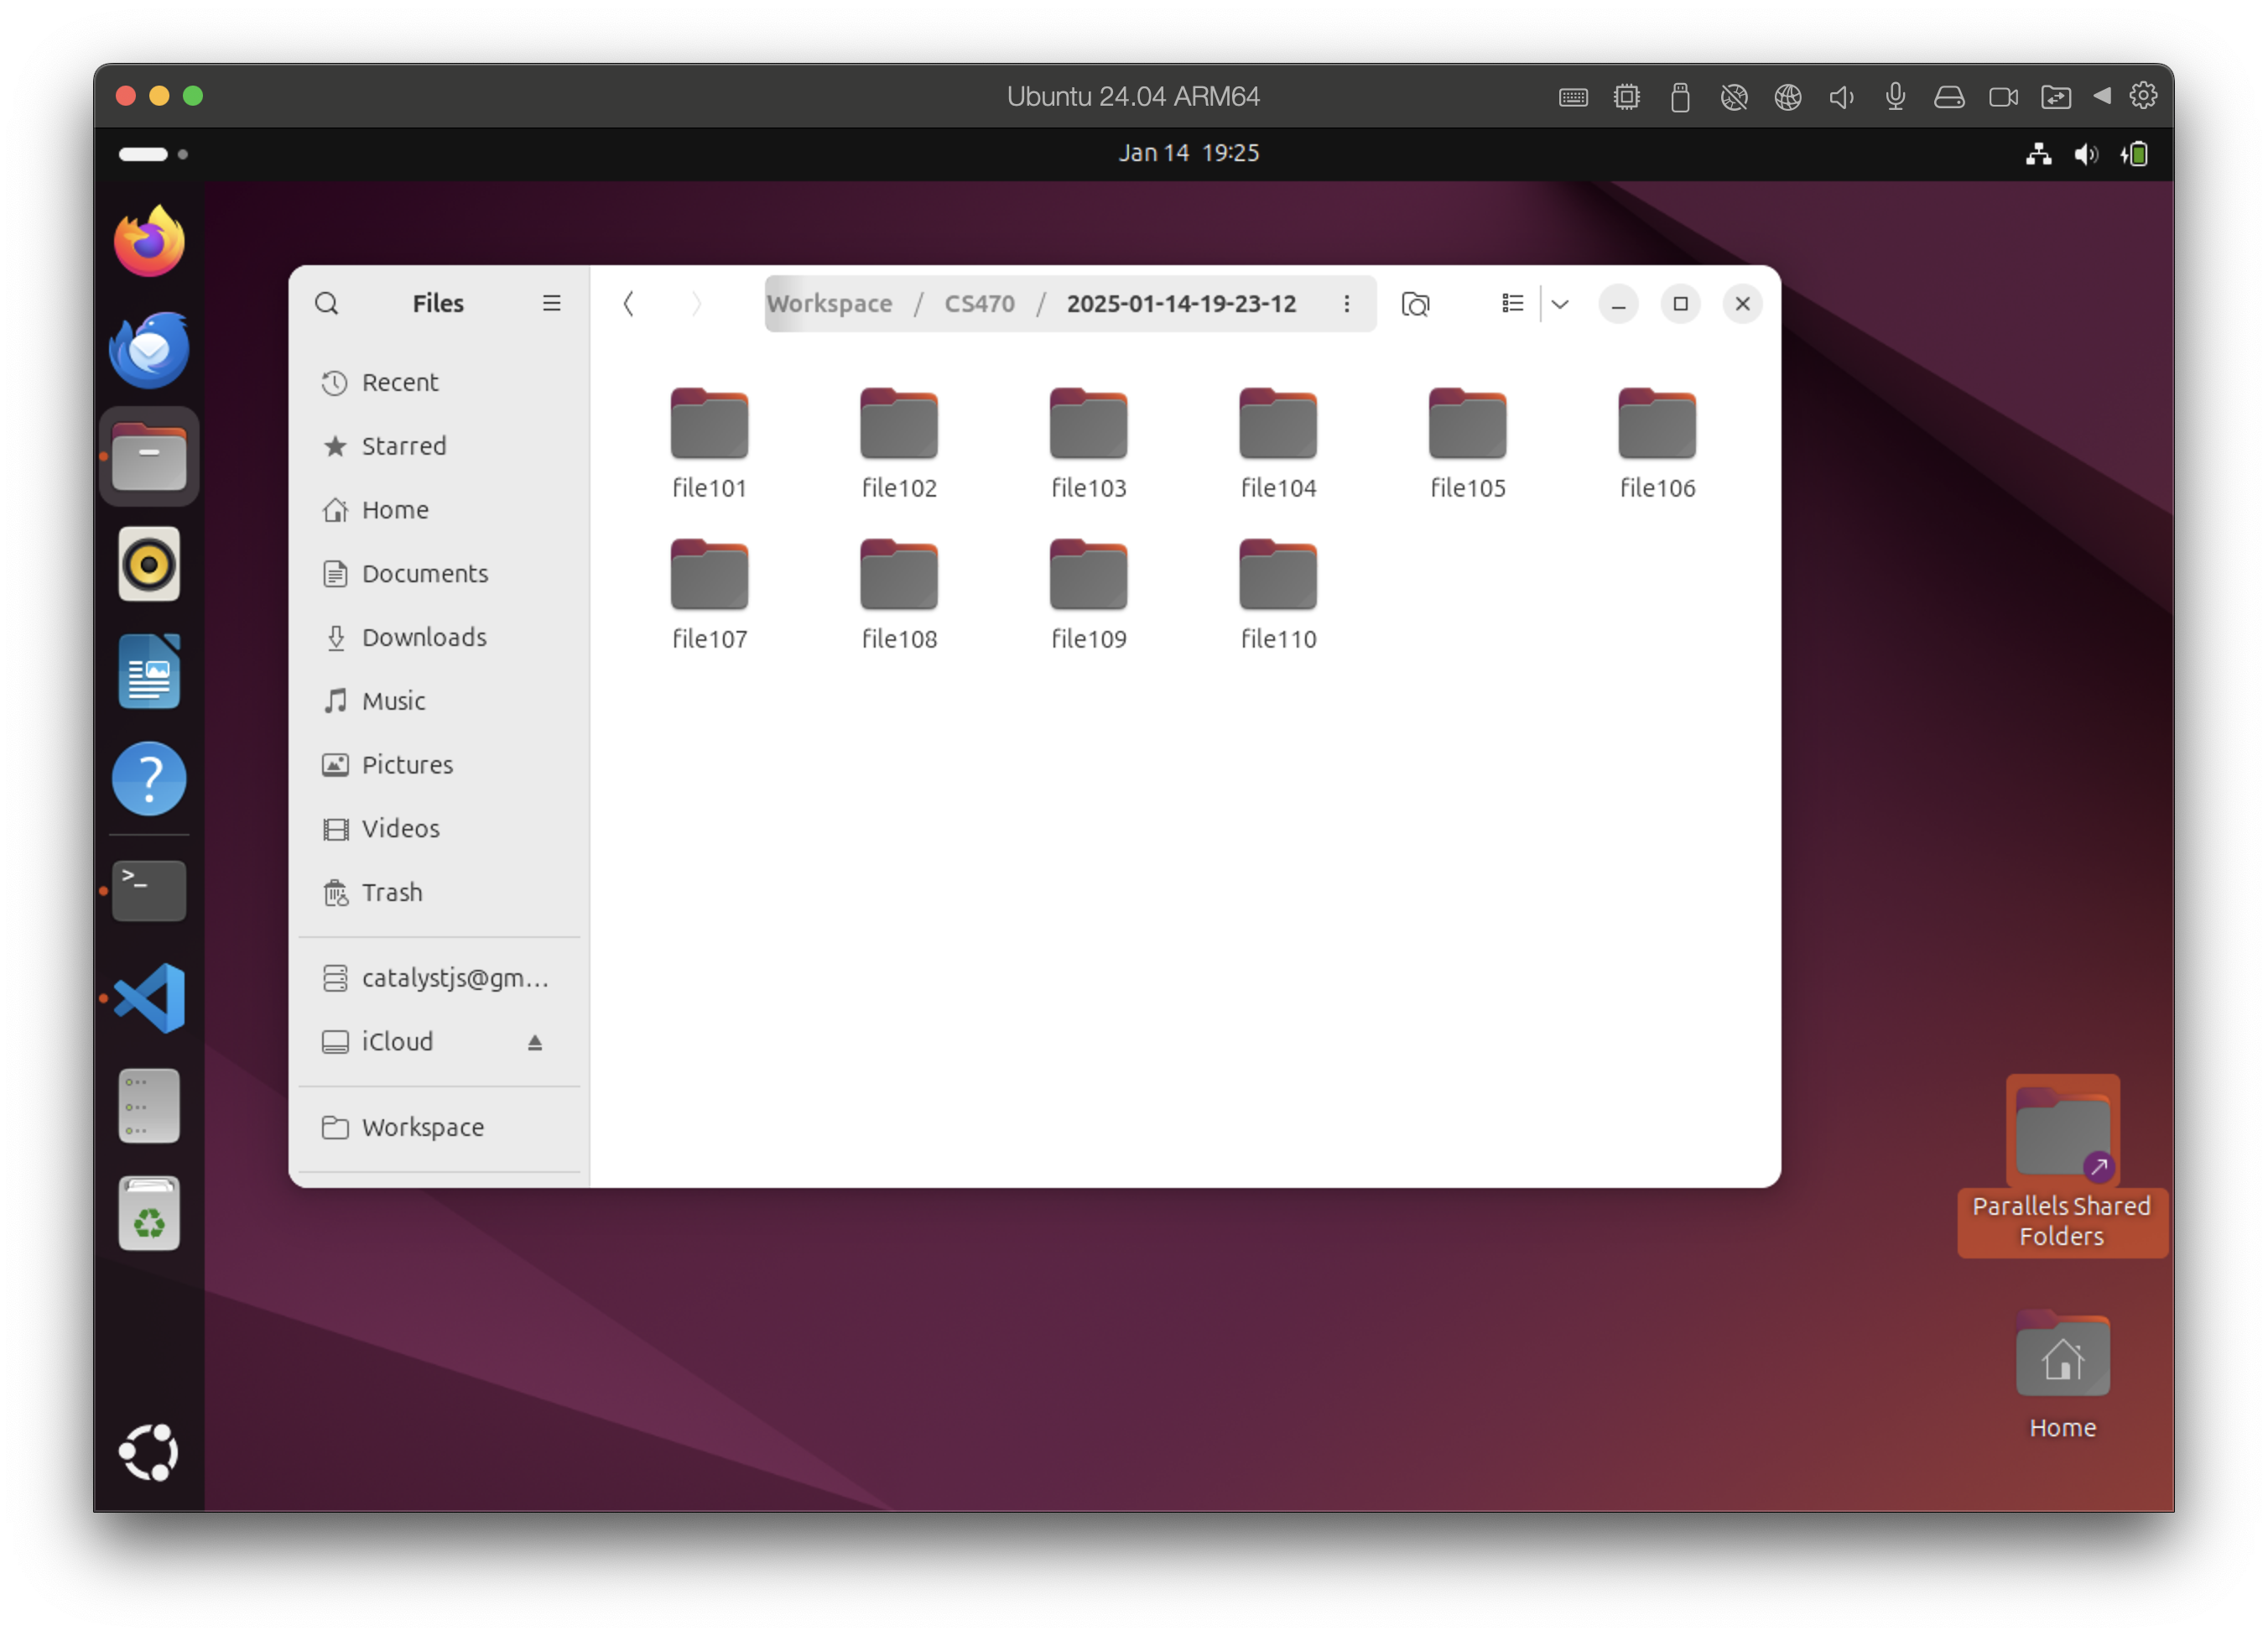 Ubuntu 24.04 ARM64
Jan 14 19:25
Files
Workspace / CS470 / 2025-01-14-19-23-12
Recent
Starred
Home
Documents
Downloads
Music
Pictures
Videos
Trash
catalystjs@gm...
iCloud
Workspace
file101 file102 file103 file104 file105 file106
file107 file108 file109 file110
Parallels Shared
Folders
Home